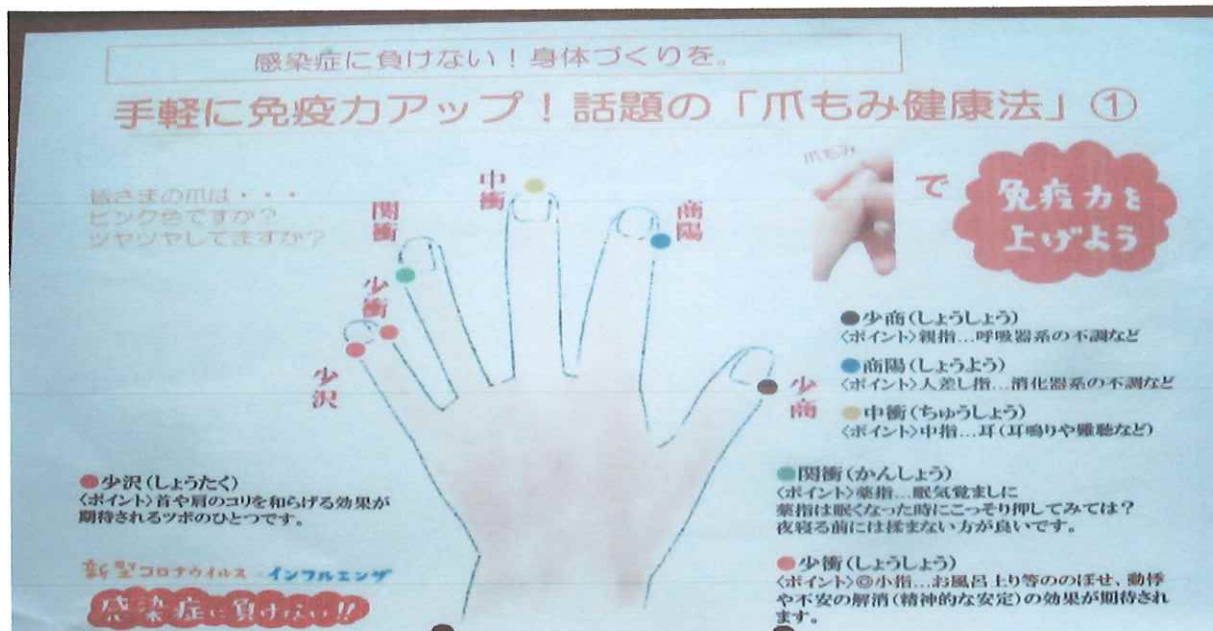 感染症に負けない！身体づくりを。
手軽に免疫力アップ！話題の「爪もみ健康法」①
皆さまの爪は・・・
ピンク色ですか？
ツヤツヤしてますか？
中衝
関衝
少衝
少沢
商陽
少商
爪もみ
で
免疫力を
上げよう
●少商(しょうしょう)
〈ポイント〉親指…呼吸器系の不調など
●商陽(しょうよう)
〈ポイント〉人差し指…消化器系の不調など
●中衝(ちゅうしょう)
〈ポイント〉中指…耳(耳鳴りや難聴など)
●関衝(かんしょう)
〈ポイント〉薬指…眠気覚ましに
薬指は眠くなった時にこっそり押してみては？
夜寝る前には揉まない方が良いです。
●少衝(しょうしょう)
〈ポイント〉◎小指…お風呂上り等ののぼせ、動悸
や不安の解消(精神的な安定)の効果が期待され
ます。
●少沢(しょうたく)
〈ポイント〉首や肩のコリを和らげる効果が
期待されるツボのひとつです。
新型コロナウイルス・インフルエンザ
感染症に負けない!!